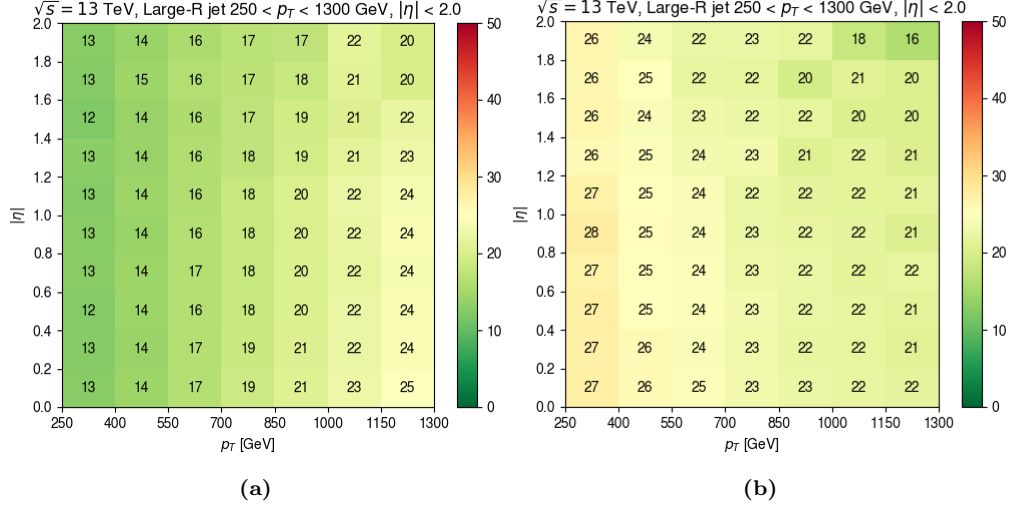 √s = 13 TeV, Large-R jet 250 < p_T < 1300 GeV, |η| < 2.0
2.0 13 14 16 17 17 22 20 50
1.8
13 15 16 17 18 21 20
1.6 40
12 14 16 17 19 21 22
1.4
13 14 16 18 19 21 23
1.2 30
13 14 16 18 20 22 24
|η| 1.0
13 14 16 18 20 22 24
0.8 20
13 14 17 18 20 22 24
0.6
12 14 16 18 20 22 24
0.4 10
13 14 17 19 21 22 24
0.2
13 14 17 19 21 23 25
0.0 0
250 400 550 700 850 1000 1150 1300
p_T [GeV]
(a)
√s = 13 TeV, Large-R jet 250 < p_T < 1300 GeV, |η| < 2.0
2.0 26 24 22 23 22 18 16 50
1.8
26 25 22 22 20 21 20
1.6 40
26 24 23 22 22 20 20
1.4
26 25 24 23 21 22 21
1.2 30
27 25 24 22 22 22 21
|η| 1.0
28 25 24 23 22 22 21
0.8 20
27 25 24 23 22 22 22
0.6
27 25 24 23 22 22 21
0.4 10
27 26 24 23 22 22 21
0.2
27 26 25 23 23 22 22
0.0 0
250 400 550 700 850 1000 1150 1300
p_T [GeV]
(b)